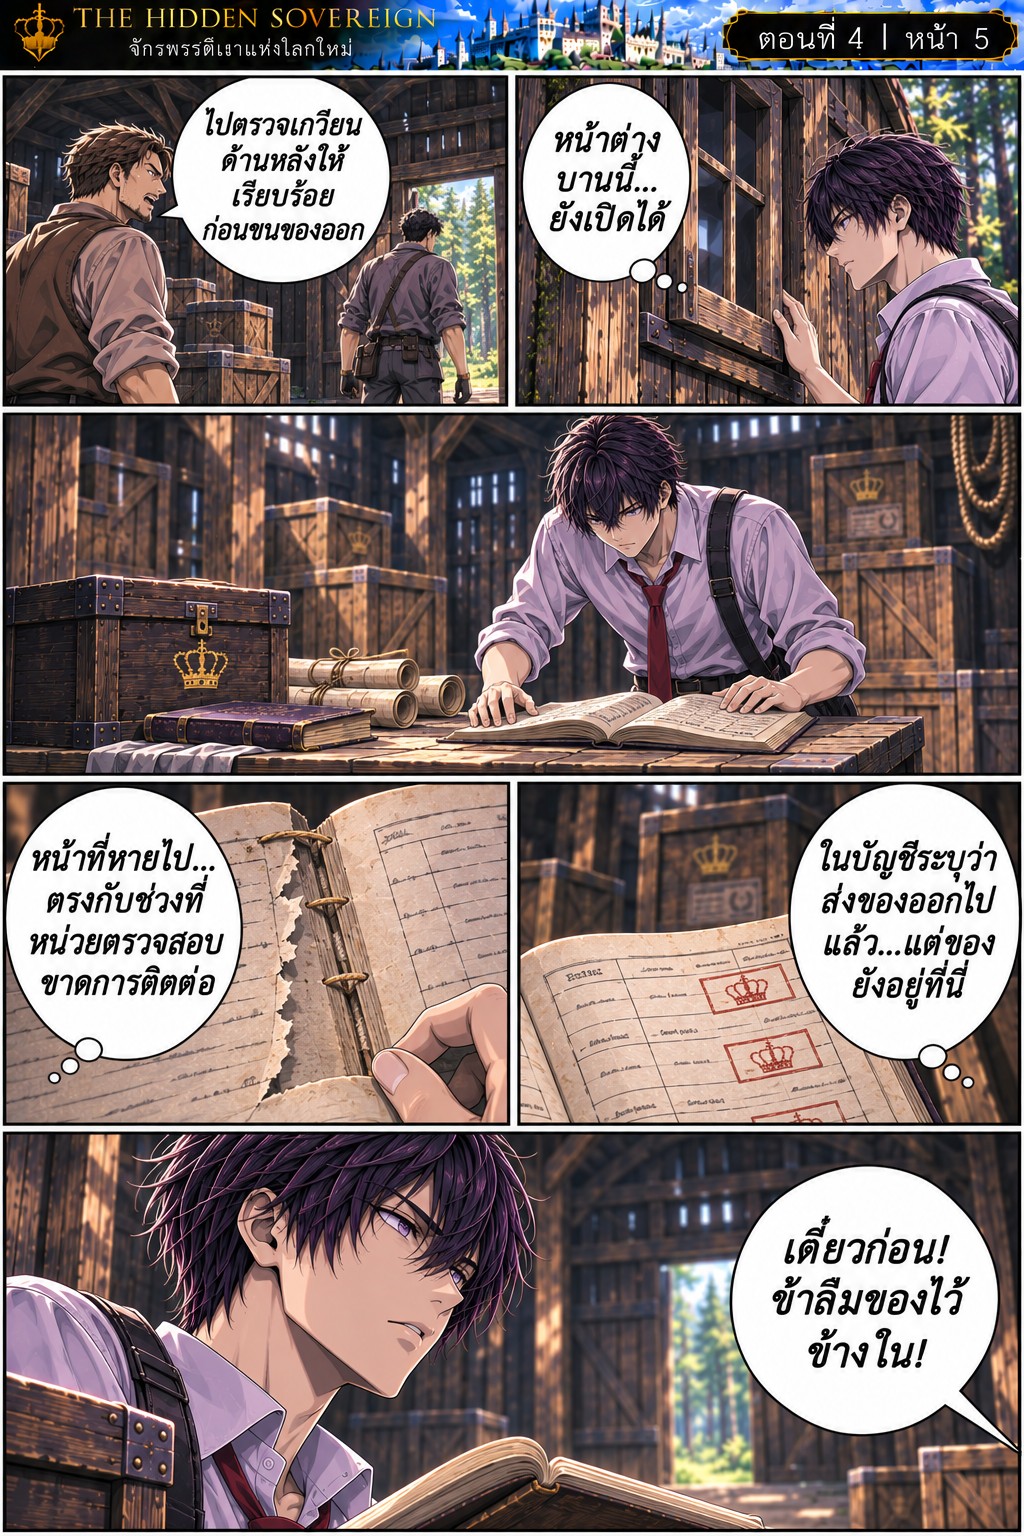 THE HIDDEN SOVEREIGN
จักรพรรดิเงาแห่งโลกใหม่
ตอนที่ 4 | หน้า 5
ไปตรวจเกวียน
ด้านหลังให้
เรียบร้อย
ก่อนขนของออก
หน้าต่าง
บานนี้...
ยังเปิดได้
หน้าที่หายไป...
ตรงกับช่วงที่
หน่วยตรวจสอบ
ขาดการติดต่อ
ในบัญชีระบุว่า
ส่งของออกไป
แล้ว...แต่ของ
ยังอยู่ที่นี่
เดี๋ยวก่อน!
ข้าลืมของไว้
ข้างใน!